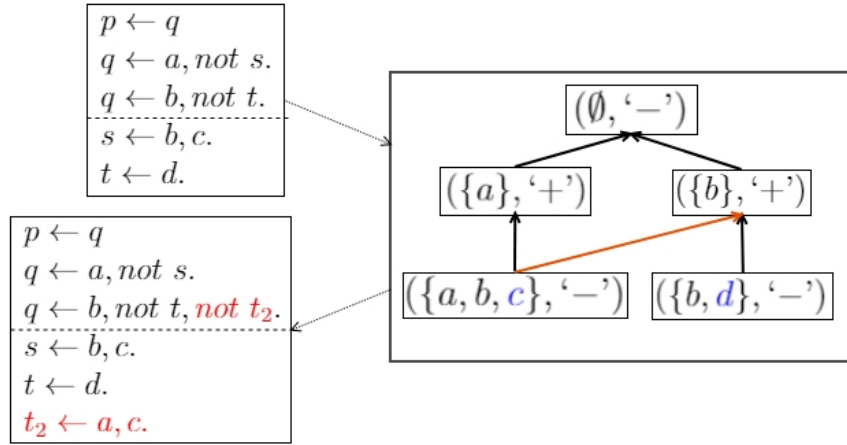 p ← q
q ← a, not s.
q ← b, not t.
s ← b, c.
t ← d.
(∅, ‘−’)
({a}, ‘+’)
({b}, ‘+’)
({a, b, c}, ‘−’)
({b, d}, ‘−’)
p ← q
q ← a, not s.
q ← b, not t, not t₂.
s ← b, c.
t ← d.
t₂ ← a, c.